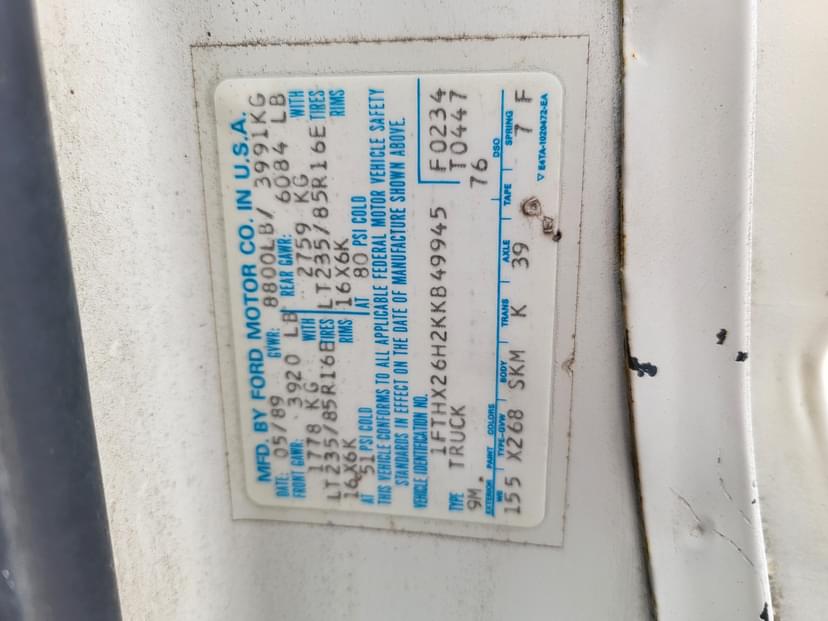 MFD. BY FORD MOTOR CO. IN U.S.A.
DATE: 05/89 GVWR: 8800LB/ 3991KG
FRONT GAWR: 3920 LB REAR GAWR: 6084 LB
1778 KG WITH 2759 KG WITH
LT235/85R16E TIRES LT235/85R16E TIRES
16X6K RIMS 16X6K RIMS
AT 51 PSI COLD AT 80 PSI COLD
THIS VEHICLE CONFORMS TO ALL APPLICABLE FEDERAL MOTOR VEHICLE SAFETY
STANDARDS IN EFFECT ON THE DATE OF MANUFACTURE SHOWN ABOVE.
VEHICLE IDENTIFICATION NO. F0234
1FTHX26H2KKB49945 T0447
TYPE TRUCK 76
9M.
EXTERIOR PAINT COLORS DSO
WB TYPE-GVW BODY TRANS AXLE TAPE SPRING
155 X268 SKM K 39 7 F
▽ E4TA-1020472-EA